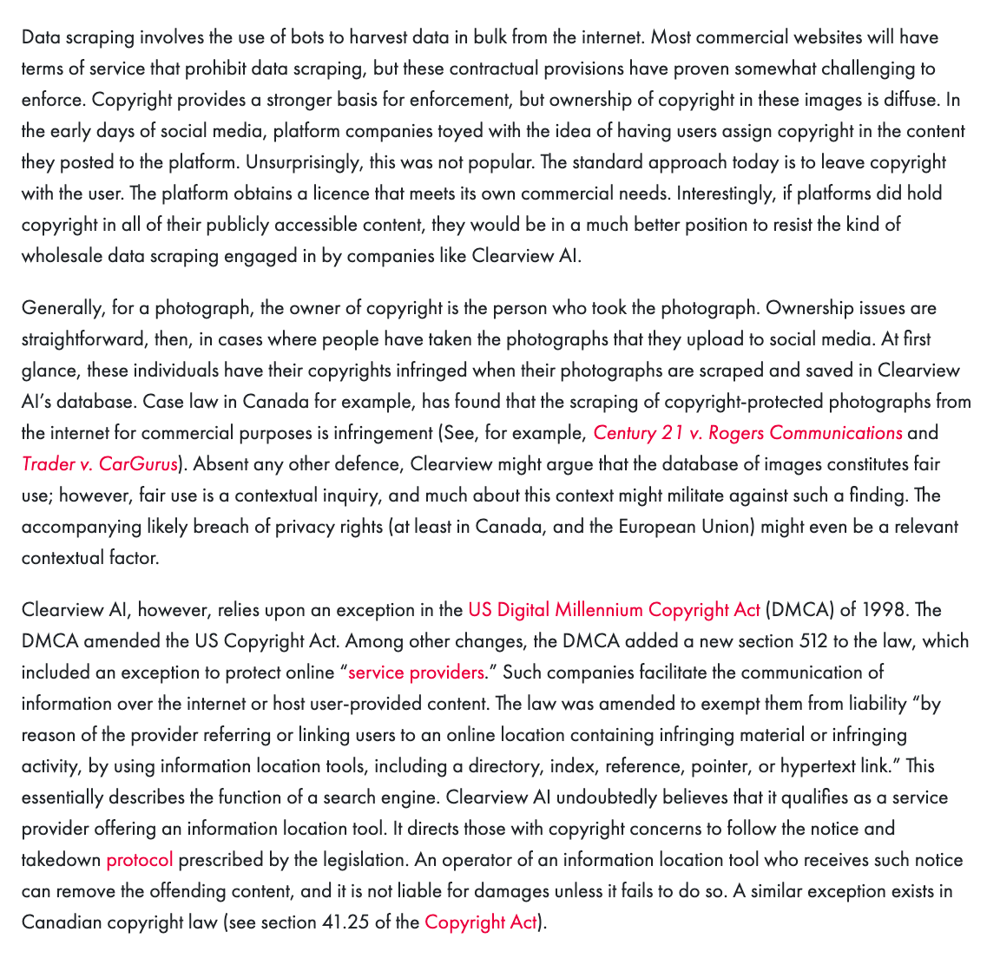 Data scraping involves the use of bots to harvest data in bulk from the internet. Most commercial websites will have
terms of service that prohibit data scraping, but these contractual provisions have proven somewhat challenging to
enforce. Copyright provides a stronger basis for enforcement, but ownership of copyright in these images is diffuse. In
the early days of social media, platform companies toyed with the idea of having users assign copyright in the content
they posted to the platform. Unsurprisingly, this was not popular. The standard approach today is to leave copyright
with the user. The platform obtains a licence that meets its own commercial needs. Interestingly, if platforms did hold
copyright in all of their publicly accessible content, they would be in a much better position to resist the kind of
wholesale data scraping engaged in by companies like Clearview AI.
Generally, for a photograph, the owner of copyright is the person who took the photograph. Ownership issues are
straightforward, then, in cases where people have taken the photographs that they upload to social media. At first
glance, these individuals have their copyrights infringed when their photographs are scraped and saved in Clearview
AI’s database. Case law in Canada for example, has found that the scraping of copyright-protected photographs from
the internet for commercial purposes is infringement (See, for example, Century 21 v. Rogers Communications and
Trader v. CarGurus). Absent any other defence, Clearview might argue that the database of images constitutes fair
use; however, fair use is a contextual inquiry, and much about this context might militate against such a finding. The
accompanying likely breach of privacy rights (at least in Canada, and the European Union) might even be a relevant
contextual factor.
Clearview AI, however, relies upon an exception in the US Digital Millennium Copyright Act (DMCA) of 1998. The
DMCA amended the US Copyright Act. Among other changes, the DMCA added a new section 512 to the law, which
included an exception to protect online “service providers.” Such companies facilitate the communication of
information over the internet or host user-provided content. The law was amended to exempt them from liability “by
reason of the provider referring or linking users to an online location containing infringing material or infringing
activity, by using information location tools, including a directory, index, reference, pointer, or hypertext link.” This
essentially describes the function of a search engine. Clearview AI undoubtedly believes that it qualifies as a service
provider offering an information location tool. It directs those with copyright concerns to follow the notice and
takedown protocol prescribed by the legislation. An operator of an information location tool who receives such notice
can remove the offending content, and it is not liable for damages unless it fails to do so. A similar exception exists in
Canadian copyright law (see section 41.25 of the Copyright Act).